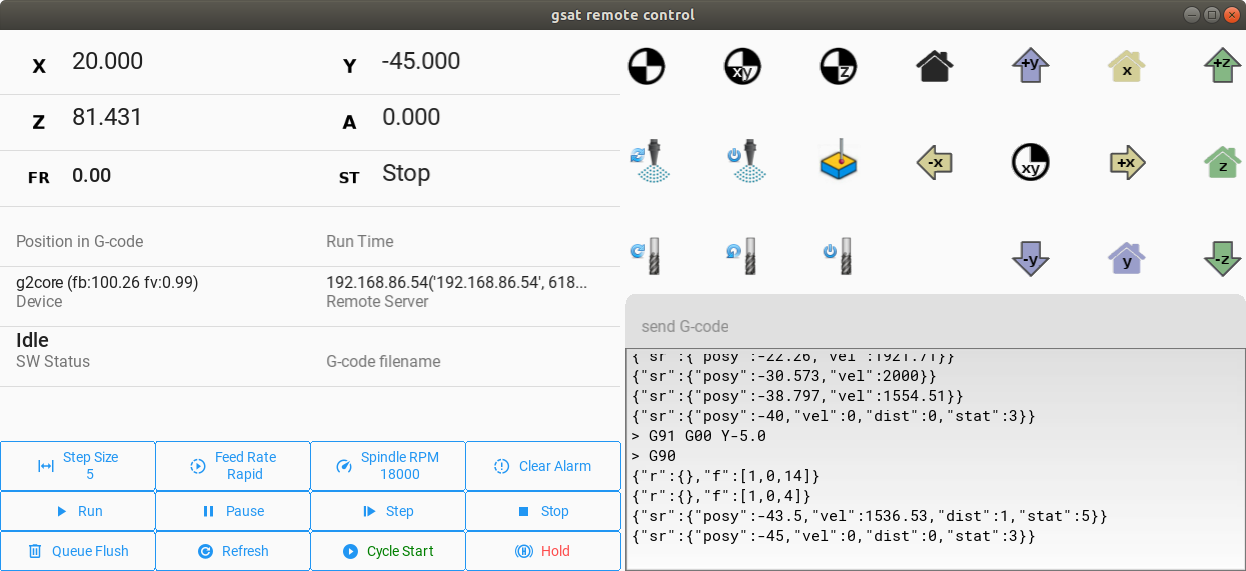 gsat remote control
X 20.000 Y -45.000
Z 81.431 A 0.000
FR 0.00 ST Stop
Position in G-code Run Time
g2core (fb:100.26 fv:0.99) 192.168.86.54('192.168.86.54', 618...
Device Remote Server
Idle
SW Status G-code filename
Step Size Feed Rate Spindle RPM Clear Alarm
5 Rapid 18000
Run Pause Step Stop
Queue Flush Refresh Cycle Start Hold
xy z +y x +z
-x xy +x z
-y y -z
send G-code
{"sr":{"posy":-22.26,"vel":1921.71}}
{"sr":{"posy":-30.573,"vel":2000}}
{"sr":{"posy":-38.797,"vel":1554.51}}
{"sr":{"posy":-40,"vel":0,"dist":0,"stat":3}}
> G91 G00 Y-5.0
> G90
{"r":{},"f":[1,0,14]}
{"r":{},"f":[1,0,4]}
{"sr":{"posy":-43.5,"vel":1536.53,"dist":1,"stat":5}}
{"sr":{"posy":-45,"vel":0,"dist":0,"stat":3}}